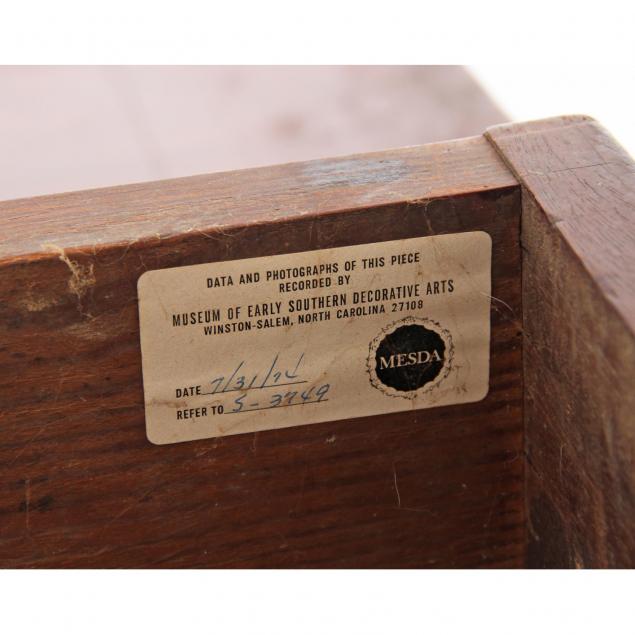 DATA AND PHOTOGRAPHS OF THIS PIECE
RECORDED BY
MUSEUM OF EARLY SOUTHERN DECORATIVE ARTS
WINSTON-SALEM, NORTH CAROLINA 27108
MESDA
DATE 7/31/74
REFER TO S-3749